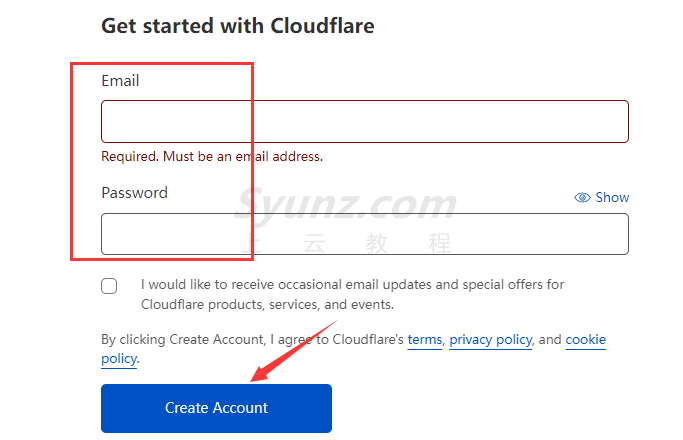 Get started with Cloudflare
Email
Required. Must be an email address.
Password
Show
Syunz.com
上云教程
I would like to receive occasional email updates and special offers for
Cloudflare products, services, and events.
By clicking Create Account, I agree to Cloudflare's terms, privacy policy, and cookie
policy.
Create Account